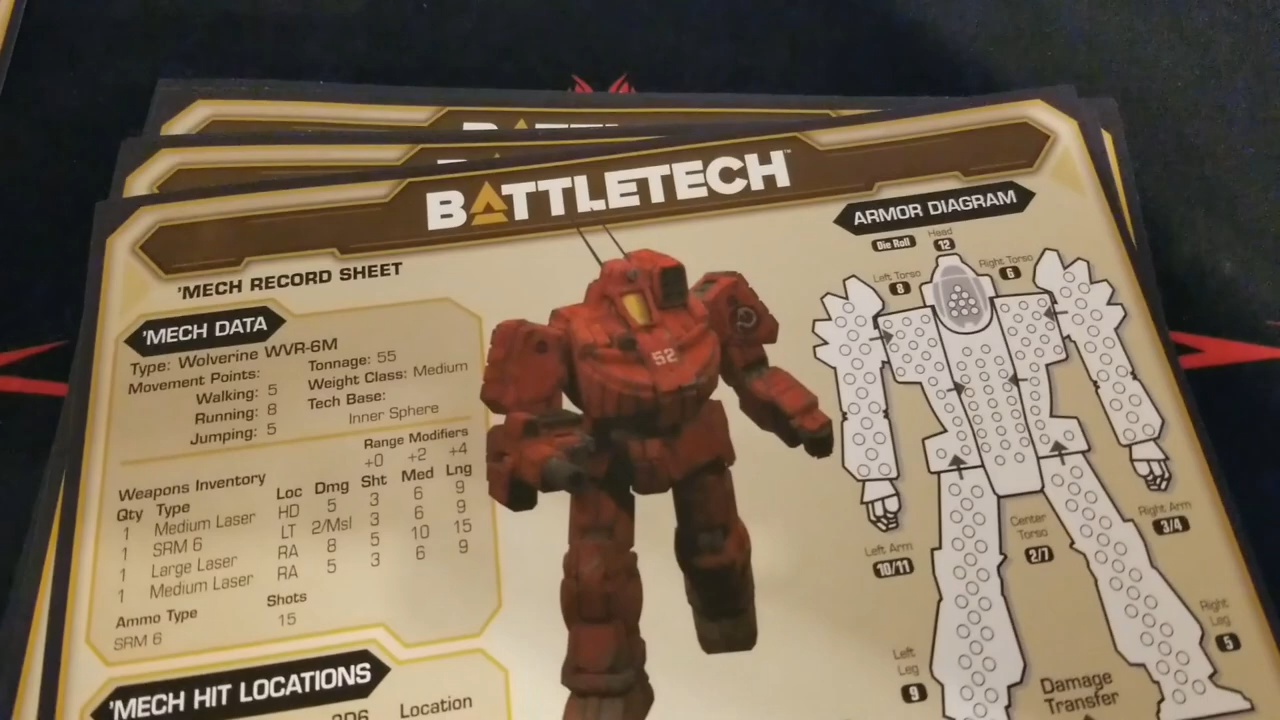 BATTLETECH™
'MECH RECORD SHEET
'MECH DATA
Type: Wolverine WVR-6M
Movement Points:
Walking: 5
Running: 8
Jumping: 5
Tonnage: 55
Weight Class: Medium
Tech Base:
Inner Sphere
Range Modifiers
+0 +2 +4
Weapons Inventory
Qty Type Loc Dmg Sht Med Lng
1 Medium Laser HD 5 3 6 9
1 SRM 6 LT 2/Msl 3 6 9
1 Large Laser RA 8 5 10 15
1 Medium Laser RA 5 3 6 9
Ammo Type Shots
SRM 6 15
'MECH HIT LOCATIONS
2D6 Location
52
ARMOR DIAGRAM
Die Roll
Head
12
Left Torso
8
Right Torso
6
Left Arm
10/11
Center
Torso
2/7
Right Arm
3/4
Left
Leg
9
Right
Leg
5
Damage
Transfer